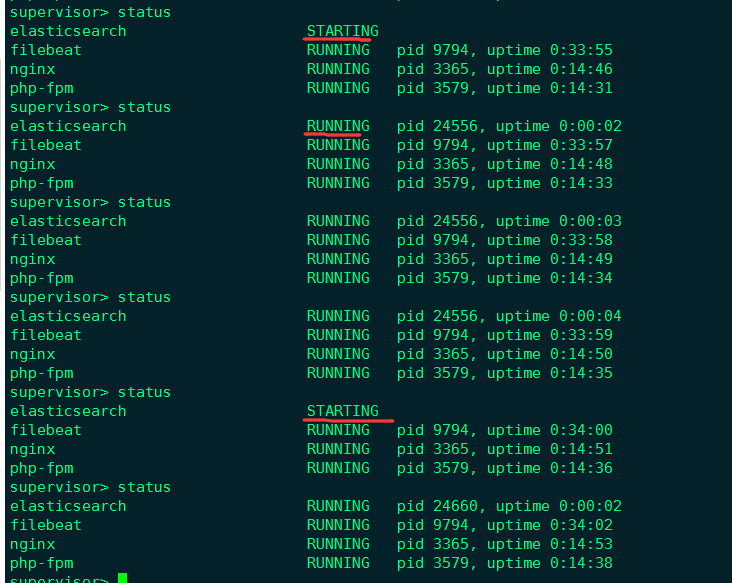 supervisor> status
elasticsearch                    STARTING
filebeat                         RUNNING   pid 9794, uptime 0:33:55
nginx                            RUNNING   pid 3365, uptime 0:14:46
php-fpm                          RUNNING   pid 3579, uptime 0:14:31
supervisor> status
elasticsearch                    RUNNING   pid 24556, uptime 0:00:02
filebeat                         RUNNING   pid 9794, uptime 0:33:57
nginx                            RUNNING   pid 3365, uptime 0:14:48
php-fpm                          RUNNING   pid 3579, uptime 0:14:33
supervisor> status
elasticsearch                    RUNNING   pid 24556, uptime 0:00:03
filebeat                         RUNNING   pid 9794, uptime 0:33:58
nginx                            RUNNING   pid 3365, uptime 0:14:49
php-fpm                          RUNNING   pid 3579, uptime 0:14:34
supervisor> status
elasticsearch                    RUNNING   pid 24556, uptime 0:00:04
filebeat                         RUNNING   pid 9794, uptime 0:33:59
nginx                            RUNNING   pid 3365, uptime 0:14:50
php-fpm                          RUNNING   pid 3579, uptime 0:14:35
supervisor> status
elasticsearch                    STARTING
filebeat                         RUNNING   pid 9794, uptime 0:34:00
nginx                            RUNNING   pid 3365, uptime 0:14:51
php-fpm                          RUNNING   pid 3579, uptime 0:14:36
supervisor> status
elasticsearch                    RUNNING   pid 24660, uptime 0:00:02
filebeat                         RUNNING   pid 9794, uptime 0:34:02
nginx                            RUNNING   pid 3365, uptime 0:14:53
php-fpm                          RUNNING   pid 3579, uptime 0:14:38
supervisor>